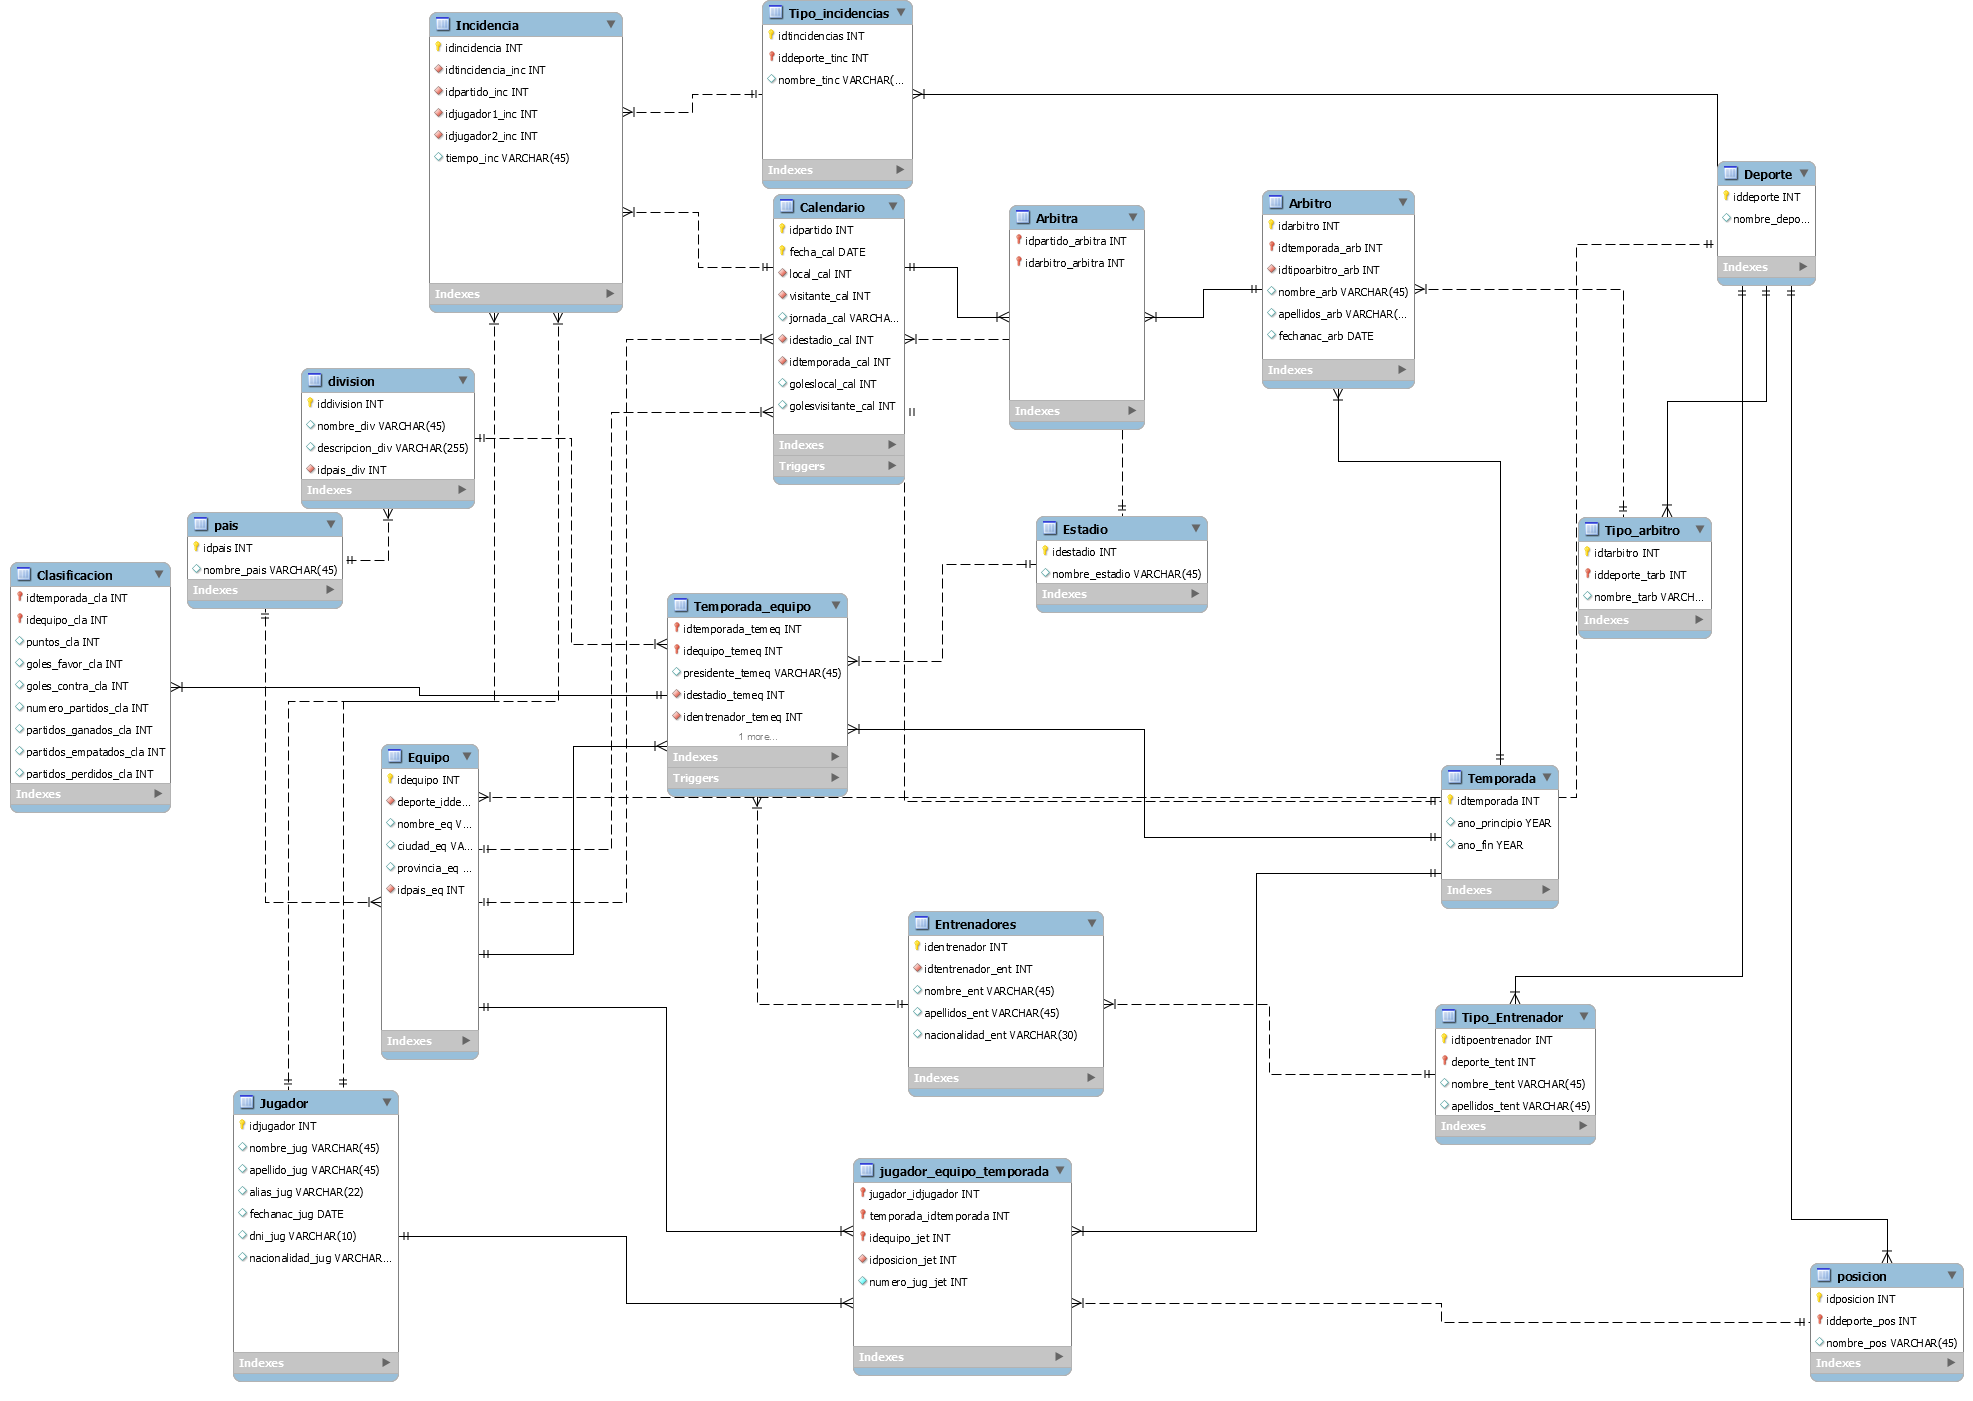 Incidencia
idincidencia INT
idtincidencia_inc INT
idpartido_inc INT
idjugador1_inc INT
idjugador2_inc INT
tiempo_inc VARCHAR(45)
Indexes
Tipo_incidencias
idtincidencias INT
iddeporte_tinc INT
nombre_tinc VARCHAR(...
Indexes
Deporte
iddeporte INT
nombre_depo...
Indexes
Calendario
idpartido INT
fecha_cal DATE
local_cal INT
visitante_cal INT
jornada_cal VARCHA...
idestadio_cal INT
idtemporada_cal INT
goleslocal_cal INT
golesvisitante_cal INT
Indexes
Triggers
Arbitra
idpartido_arbitra INT
idarbitro_arbitra INT
Indexes
Arbitro
idarbitro INT
idtemporada_arb INT
idtipoarbitro_arb INT
nombre_arb VARCHAR(45)
apellidos_arb VARCHAR(...
fechanac_arb DATE
Indexes
division
iddivision INT
nombre_div VARCHAR(45)
descripcion_div VARCHAR(255)
idpais_div INT
Indexes
pais
idpais INT
nombre_pais VARCHAR(45)
Indexes
Estadio
idestadio INT
nombre_estadio VARCHAR(45)
Indexes
Tipo_arbitro
idtarbitro INT
iddeporte_tarb INT
nombre_tarb VARCH...
Indexes
Clasificacion
idtemporada_cla INT
idequipo_cla INT
puntos_cla INT
goles_favor_cla INT
goles_contra_cla INT
numero_partidos_cla INT
partidos_ganados_cla INT
partidos_empatados_cla INT
partidos_perdidos_cla INT
Indexes
Temporada_equipo
idtemporada_temeq INT
idequipo_temeq INT
presidente_temeq VARCHAR(45)
idestadio_temeq INT
identrenador_temeq INT
1 more...
Indexes
Triggers
Equipo
idequipo INT
deporte_idde...
nombre_eq V...
ciudad_eq VA...
provincia_eq ...
idpais_eq INT
Indexes
Temporada
idtemporada INT
ano_principio YEAR
ano_fin YEAR
Indexes
Entrenadores
identrenador INT
idtentrenador_ent INT
nombre_ent VARCHAR(45)
apellidos_ent VARCHAR(45)
nacionalidad_ent VARCHAR(30)
Indexes
Tipo_Entrenador
idtipoentrenador INT
deporte_tent INT
nombre_tent VARCHAR(45)
apellidos_tent VARCHAR(45)
Indexes
Jugador
idjugador INT
nombre_jug VARCHAR(45)
apellido_jug VARCHAR(45)
alias_jug VARCHAR(22)
fechanac_jug DATE
dni_jug VARCHAR(10)
nacionalidad_jug VARCHAR...
Indexes
jugador_equipo_temporada
jugador_idjugador INT
temporada_idtemporada INT
idequipo_jet INT
idposicion_jet INT
numero_jug_jet INT
Indexes
posicion
idposicion INT
iddeporte_pos INT
nombre_pos VARCHAR(45)
Indexes